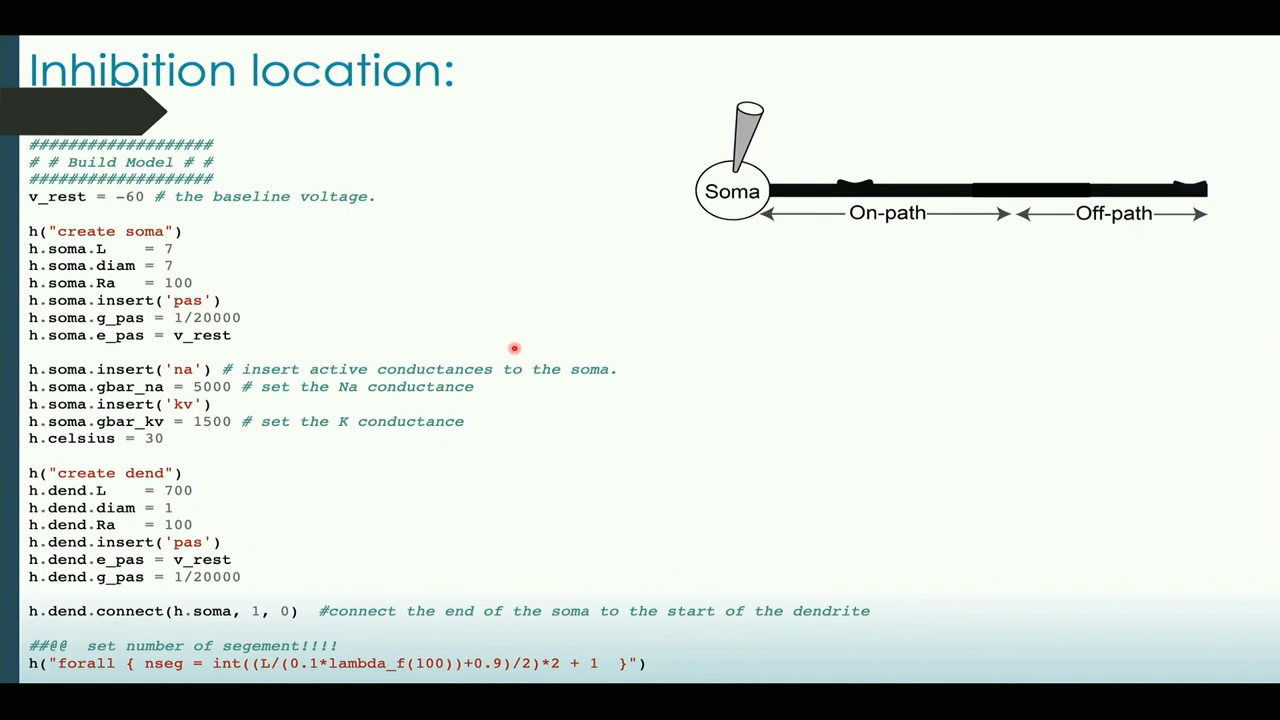 Inhibition location:
###################
# # Build Model # #
###################
v_rest = -60 # the baseline voltage.
h("create soma")
h.soma.L    = 7
h.soma.diam = 7
h.soma.Ra   = 100
h.soma.insert('pas')
h.soma.g_pas = 1/20000
h.soma.e_pas = v_rest
h.soma.insert('na') # insert active conductances to the soma.
h.soma.gbar_na = 5000 # set the Na conductance
h.soma.insert('kv')
h.soma.gbar_kv = 1500 # set the K conductance
h.celsius = 30
h("create dend")
h.dend.L    = 700
h.dend.diam = 1
h.dend.Ra   = 100
h.dend.insert('pas')
h.dend.e_pas = v_rest
h.dend.g_pas = 1/20000
h.dend.connect(h.soma, 1, 0)  #connect the end of the soma to the start of the dendrite
##@@  set number of segement!!!!
h("forall { nseg = int((L/(0.1*lambda_f(100))+0.9)/2)*2 + 1  }")
Soma
On-path
Off-path